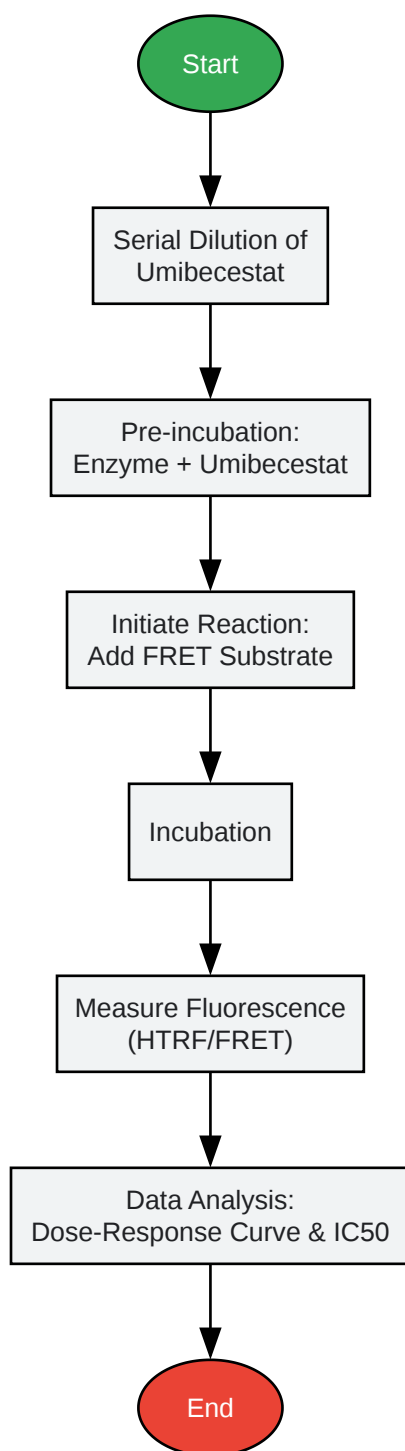 Start
Serial Dilution of
Umibecestat
Pre-incubation:
Enzyme + Umibecestat
Initiate Reaction:
Add FRET Substrate
Incubation
Measure Fluorescence
(HTRF/FRET)
Data Analysis:
Dose-Response Curve & IC50
End